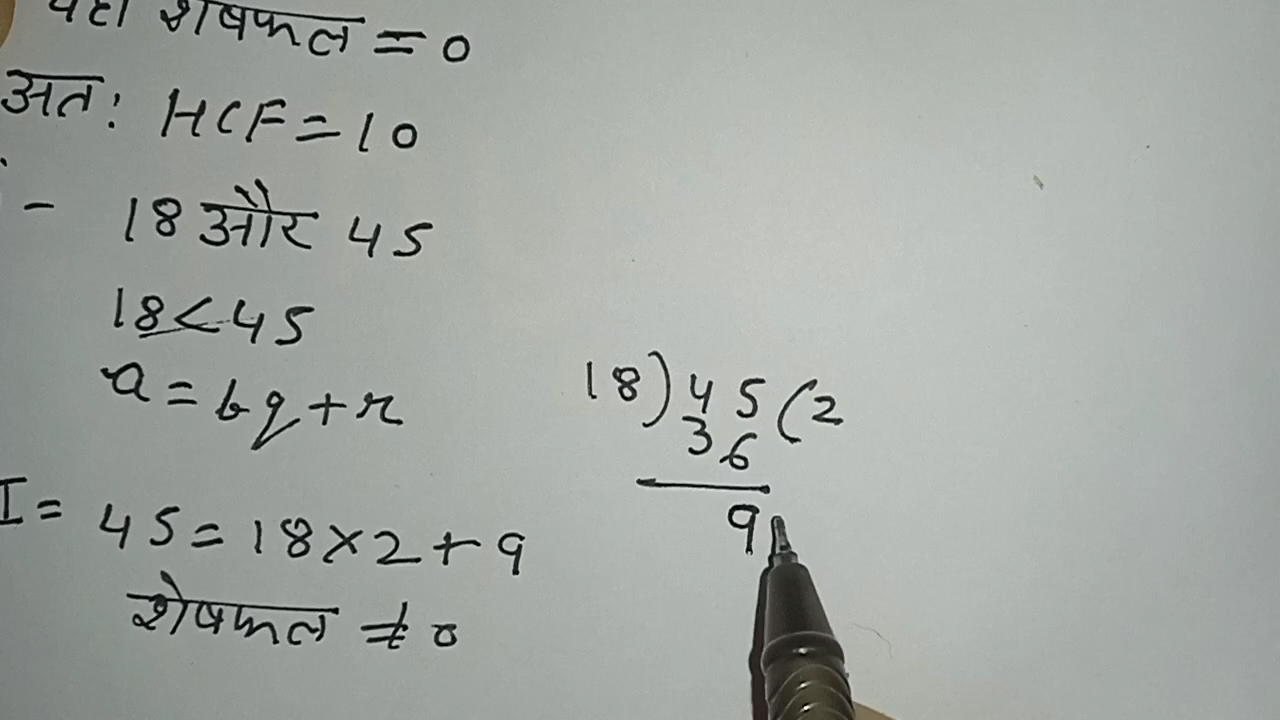 यहाँ शेषफल = 0
अत: HCF = 10
- 18 और 45
18 < 45
a = bq + r
I = 45 = 18 × 2 + 9
शेषफल ≠ 0
18 ) 45 ( 2
36
9